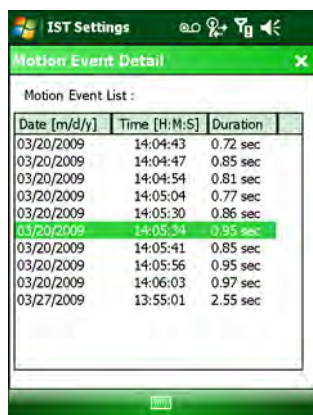 IST Settings
Motion Event Detail
Motion Event List :
Date [m/d/y] Time [H:M:S] Duration
03/20/2009 14:04:43 0.72 sec
03/20/2009 14:04:47 0.85 sec
03/20/2009 14:04:54 0.81 sec
03/20/2009 14:05:04 0.77 sec
03/20/2009 14:05:30 0.86 sec
03/20/2009 14:05:34 0.95 sec
03/20/2009 14:05:41 0.85 sec
03/20/2009 14:05:56 0.95 sec
03/20/2009 14:06:03 0.97 sec
03/27/2009 13:55:01 2.55 sec